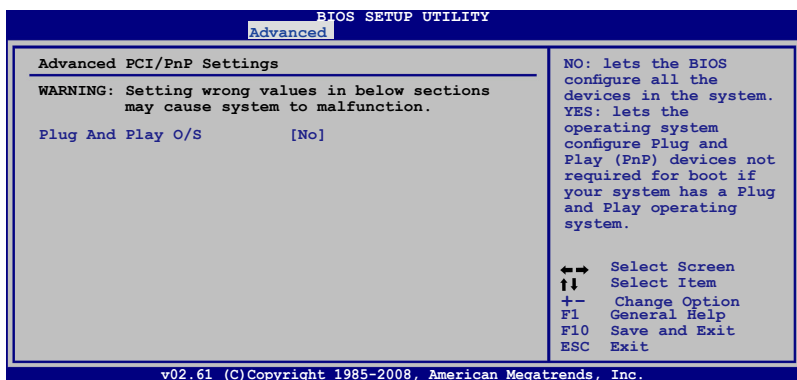 BIOS SETUP UTILITY
Advanced
Advanced PCI/PnP Settings
WARNING: Setting wrong values in below sections
may cause system to malfunction.
Plug And Play O/S [No]
NO: lets the BIOS
configure all the
devices in the system.
YES: lets the
operating system
configure Plug and
Play (PnP) devices not
required for boot if
your system has a Plug
and Play operating
system.
←→ Select Screen
↑↓ Select Item
+- Change Option
F1 General Help
F10 Save and Exit
ESC Exit
v02.61 (C)Copyright 1985-2008, American Megatrends, Inc.